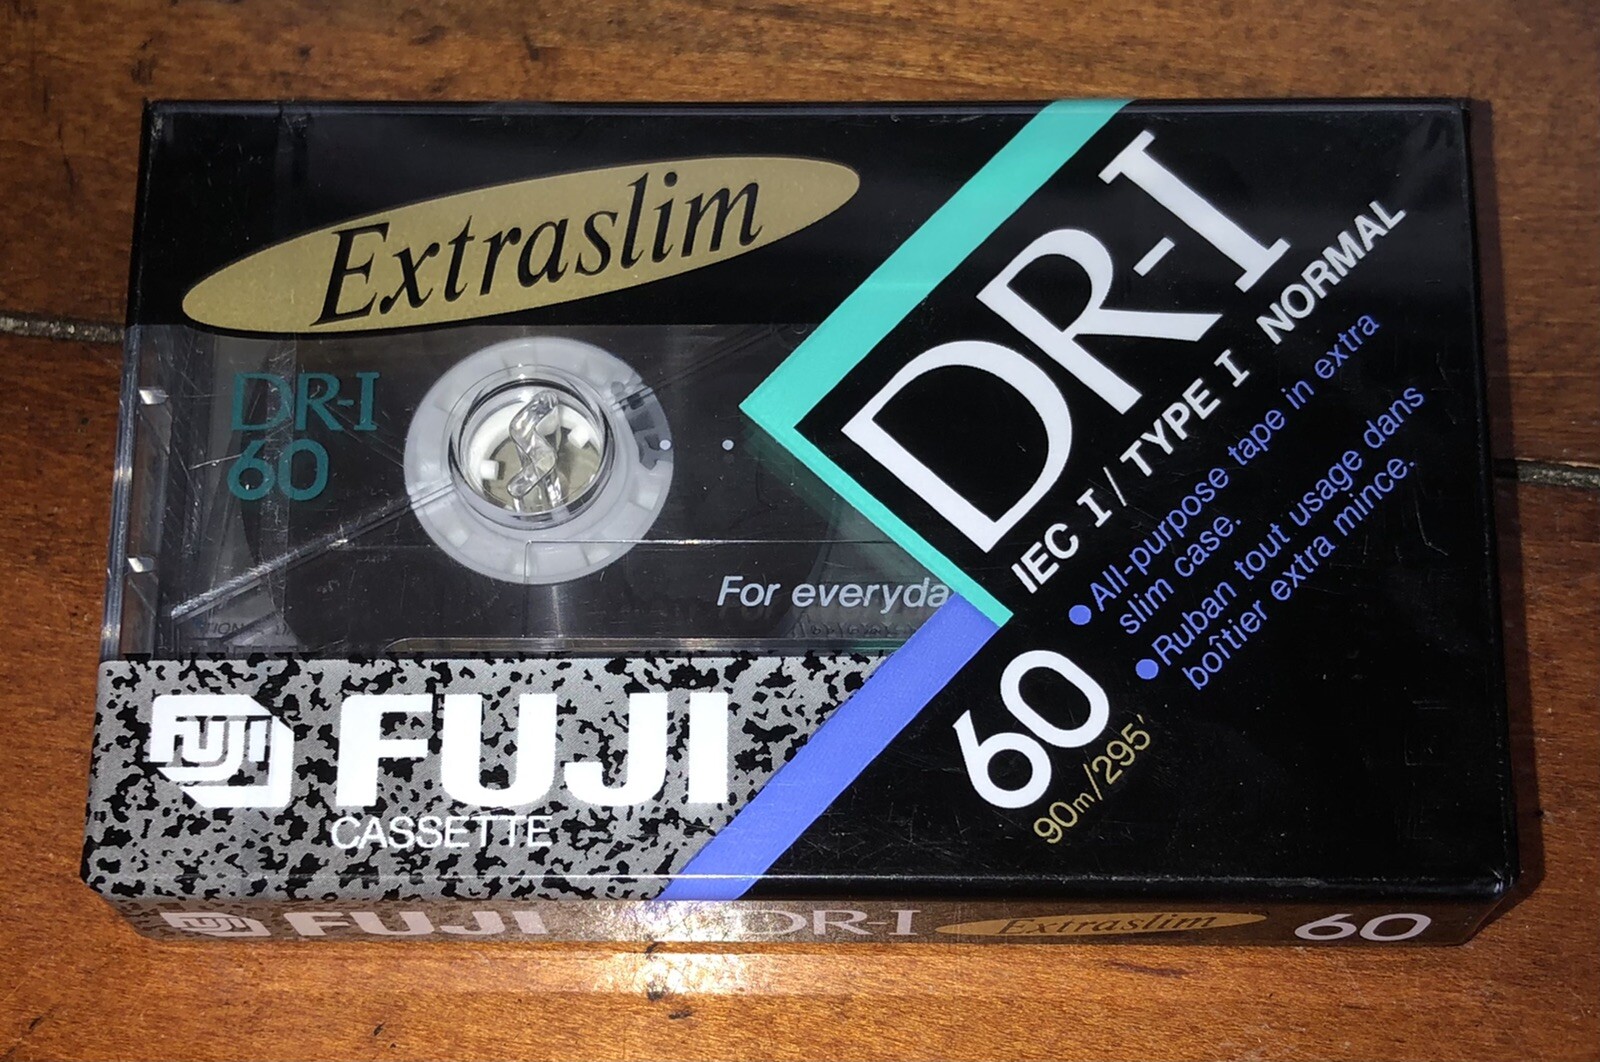 Extraslim
DR-I
60
For everyda
FUJI
FUJI
CASSETTE
DR-I
IEC I / TYPE I NORMAL
● All-purpose tape in extra
slim case.
● Ruban tout usage dans
boîtier extra mince.
60
90m/295'
FUJI
FUJI
DR-I
Extraslim
60